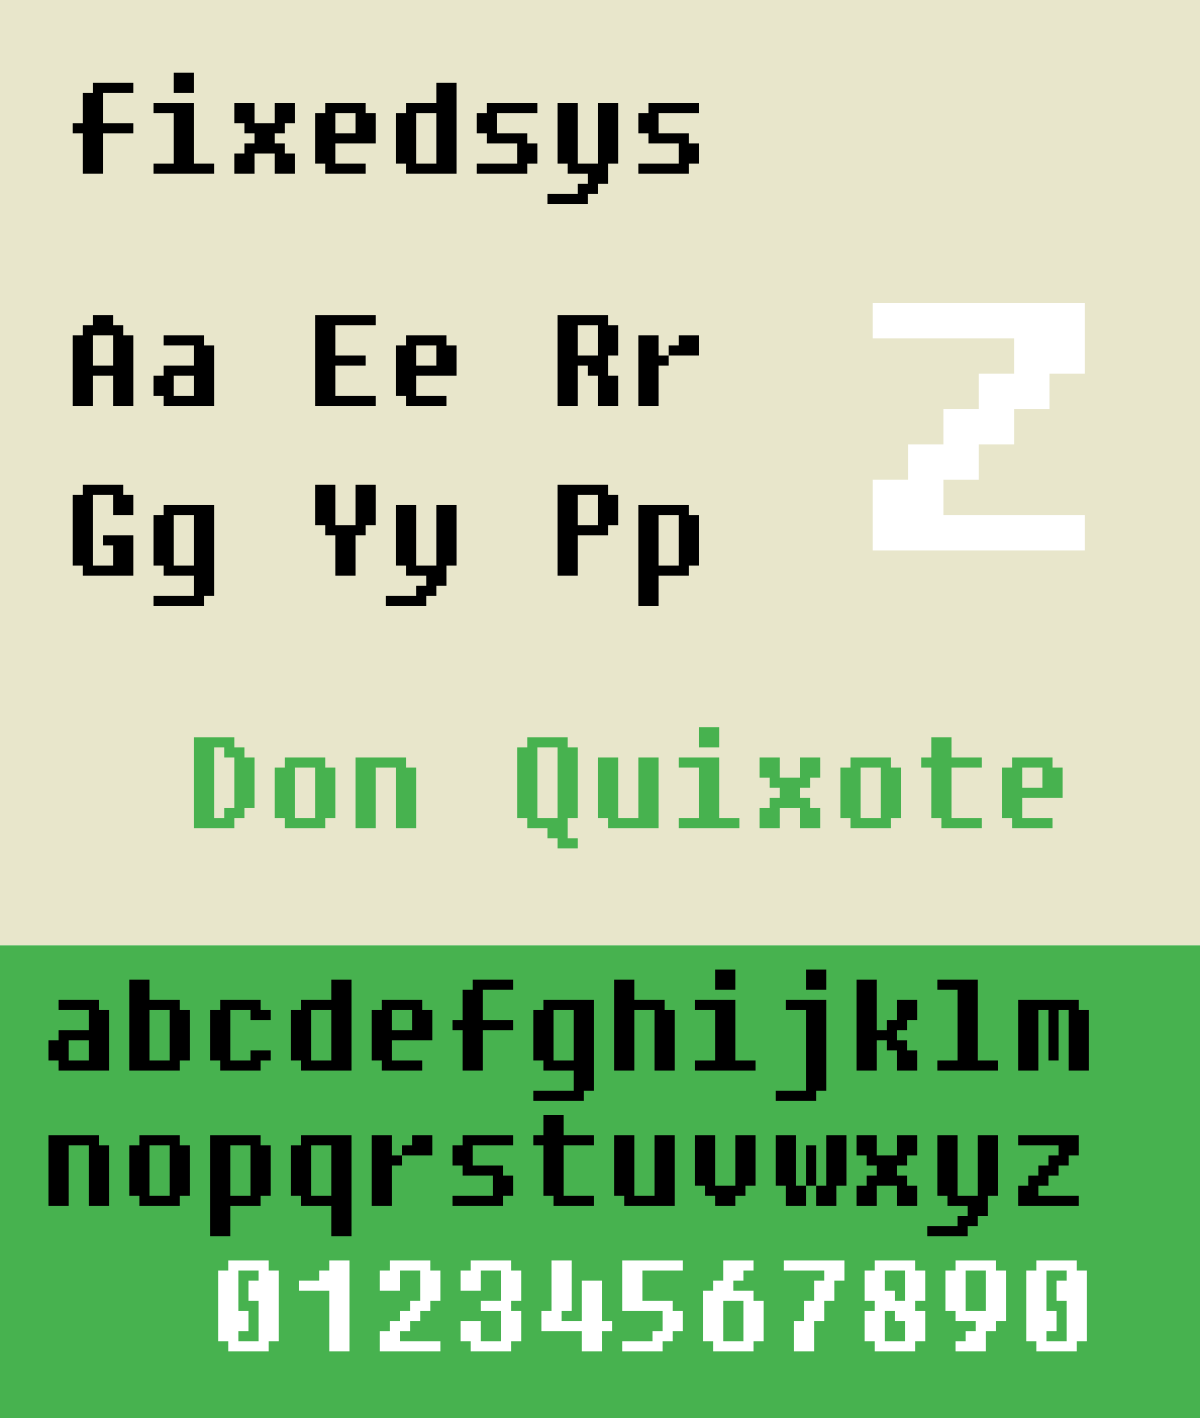 fixedsys
Aa Ee Rr
z
Gg Yy Pp
Don Quixote
abcdefghijklm
nopqrstuvwxyz
01234567890